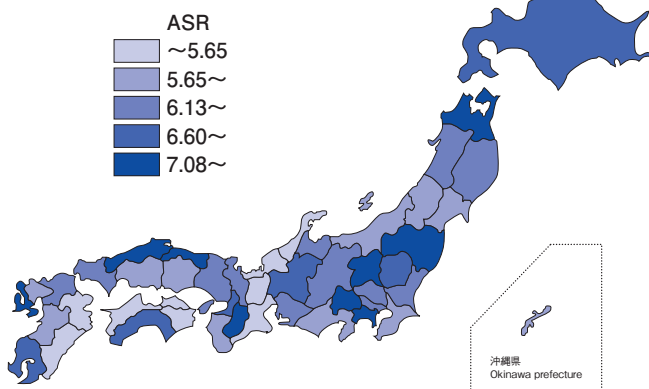 ASR
～5.65
5.65～
6.13～
6.60～
7.08～
沖縄県
Okinawa prefecture